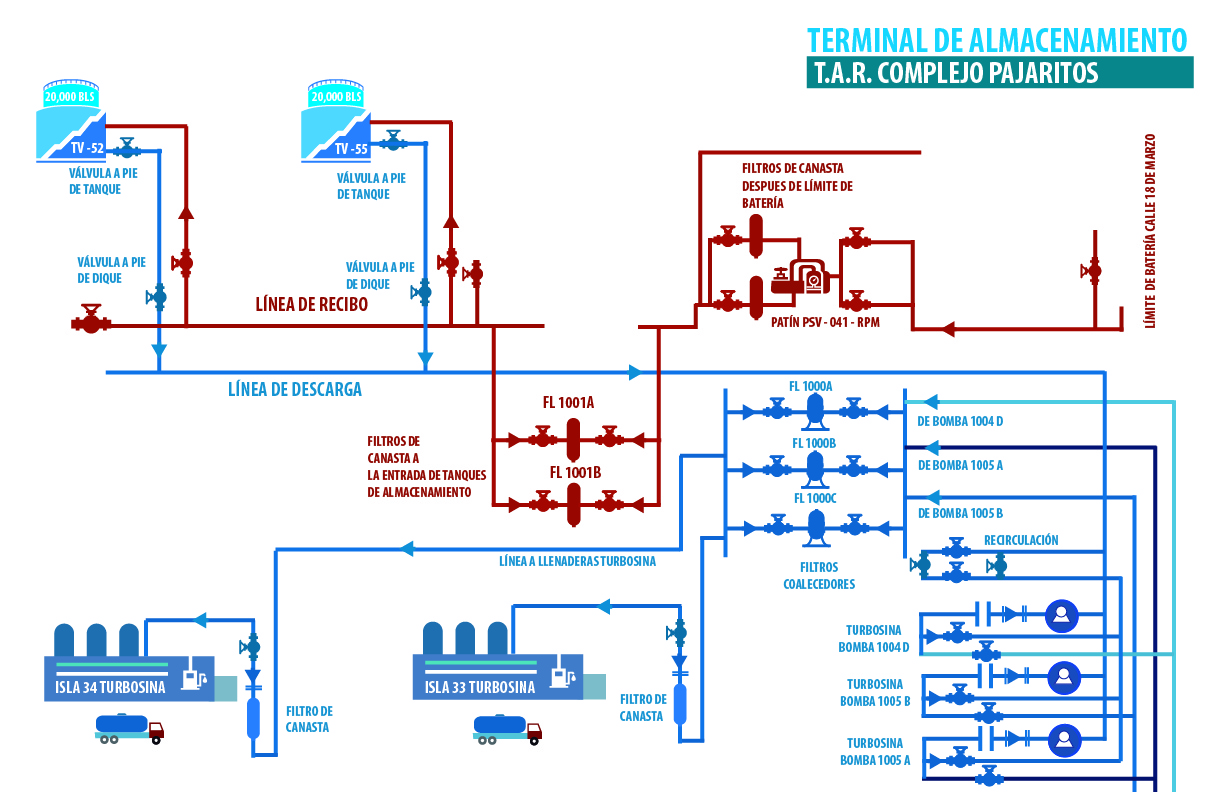 TERMINAL DE ALMACENAMIENTO
T.A.R. COMPLEJO PAJARITOS
20,000 BLS
TV -52
VÁLVULA A PIE
DE TANQUE
20,000 BLS
TV -55
VÁLVULA A PIE
DE TANQUE
FILTROS DE CANASTA
DESPUES DE LÍMITE DE
BATERÍA
LÍMITE DE BATERÍA CALLE 18 DE MARZO
VÁLVULA A PIE
DE DIQUE
VÁLVULA A PIE
DE DIQUE
LÍNEA DE RECIBO
PATÍN PSV - 041 - RPM
LÍNEA DE DESCARGA
FL 1001A
FL 1001B
FILTROS DE
CANASTA A
LA ENTRADA DE TANQUES
DE ALMACENAMIENTO
FL 1000A
FL 1000B
FL 1000C
FILTROS
COALECEDORES
DE BOMBA 1004 D
DE BOMBA 1005 A
DE BOMBA 1005 B
RECIRCULACIÓN
LÍNEA A LLENADERAS TURBOSINA
ISLA 34 TURBOSINA
FILTRO DE
CANASTA
ISLA 33 TURBOSINA
FILTRO DE
CANASTA
TURBOSINA
BOMBA 1004 D
TURBOSINA
BOMBA 1005 B
TURBOSINA
BOMBA 1005 A